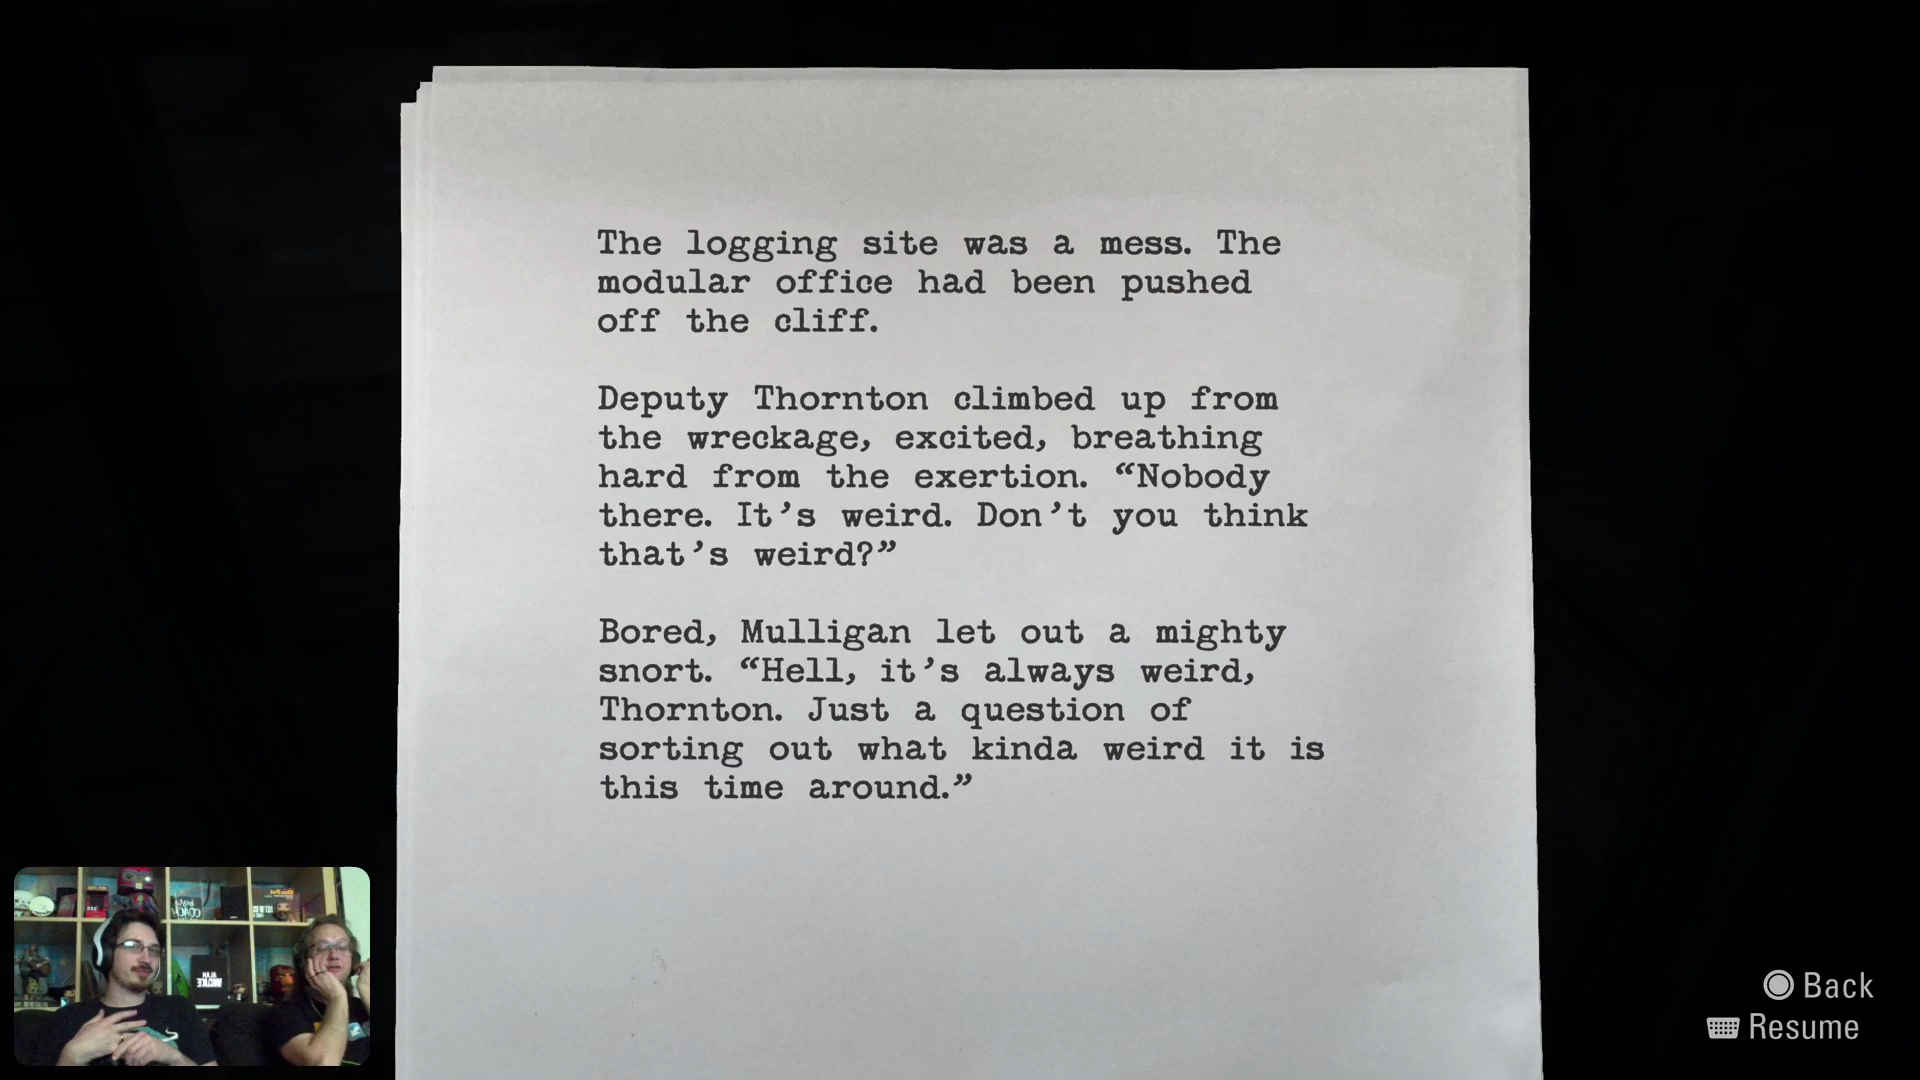 The logging site was a mess. The
modular office had been pushed
off the cliff.
Deputy Thornton climbed up from
the wreckage, excited, breathing
hard from the exertion. “Nobody
there. It’s weird. Don’t you think
that’s weird?”
Bored, Mulligan let out a mighty
snort. “Hell, it’s always weird,
Thornton. Just a question of
sorting out what kinda weird it is
this time around.”
COACH
ALAN
WAKE
Back
Resume